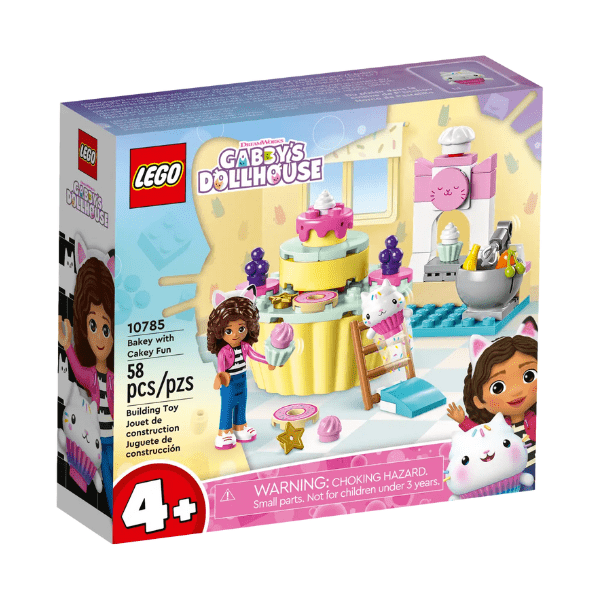 LEGO
DREAMWORKS
GABBY'S
DOLLHOUSE
10785
Bakey with
Cakey Fun
58
pcs/pzs
Building Toy
Jouet de
construction
Juguete de
construcción
4+
WARNING: CHOKING HAZARD.
Small parts. Not for children under 3 years.
LEGO
GABBY'S
DOLLHOUSE